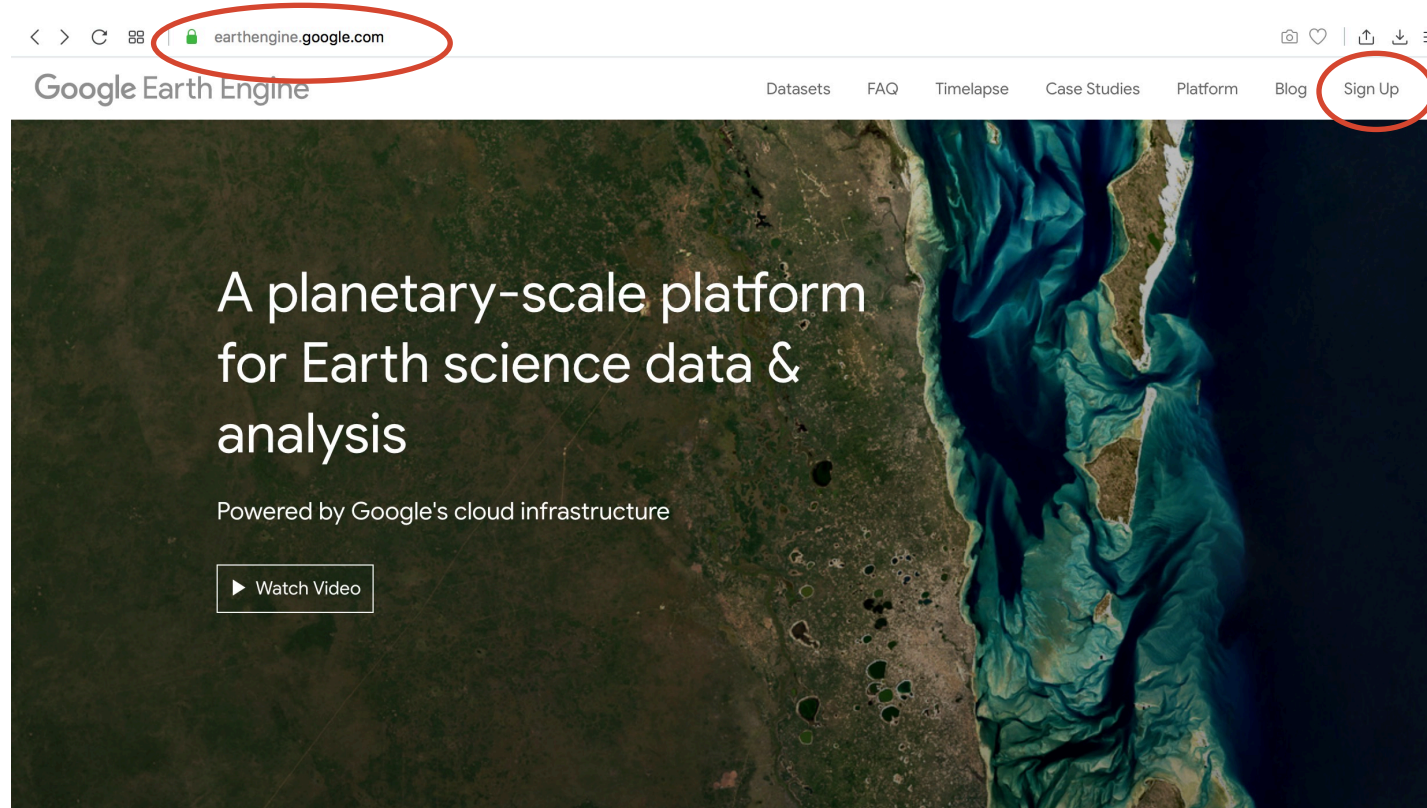 earthengine.google.com
Google Earth Engine
Datasets FAQ Timelapse Case Studies Platform Blog Sign Up
A planetary-scale platform
for Earth science data &
analysis
Powered by Google's cloud infrastructure
Watch Video